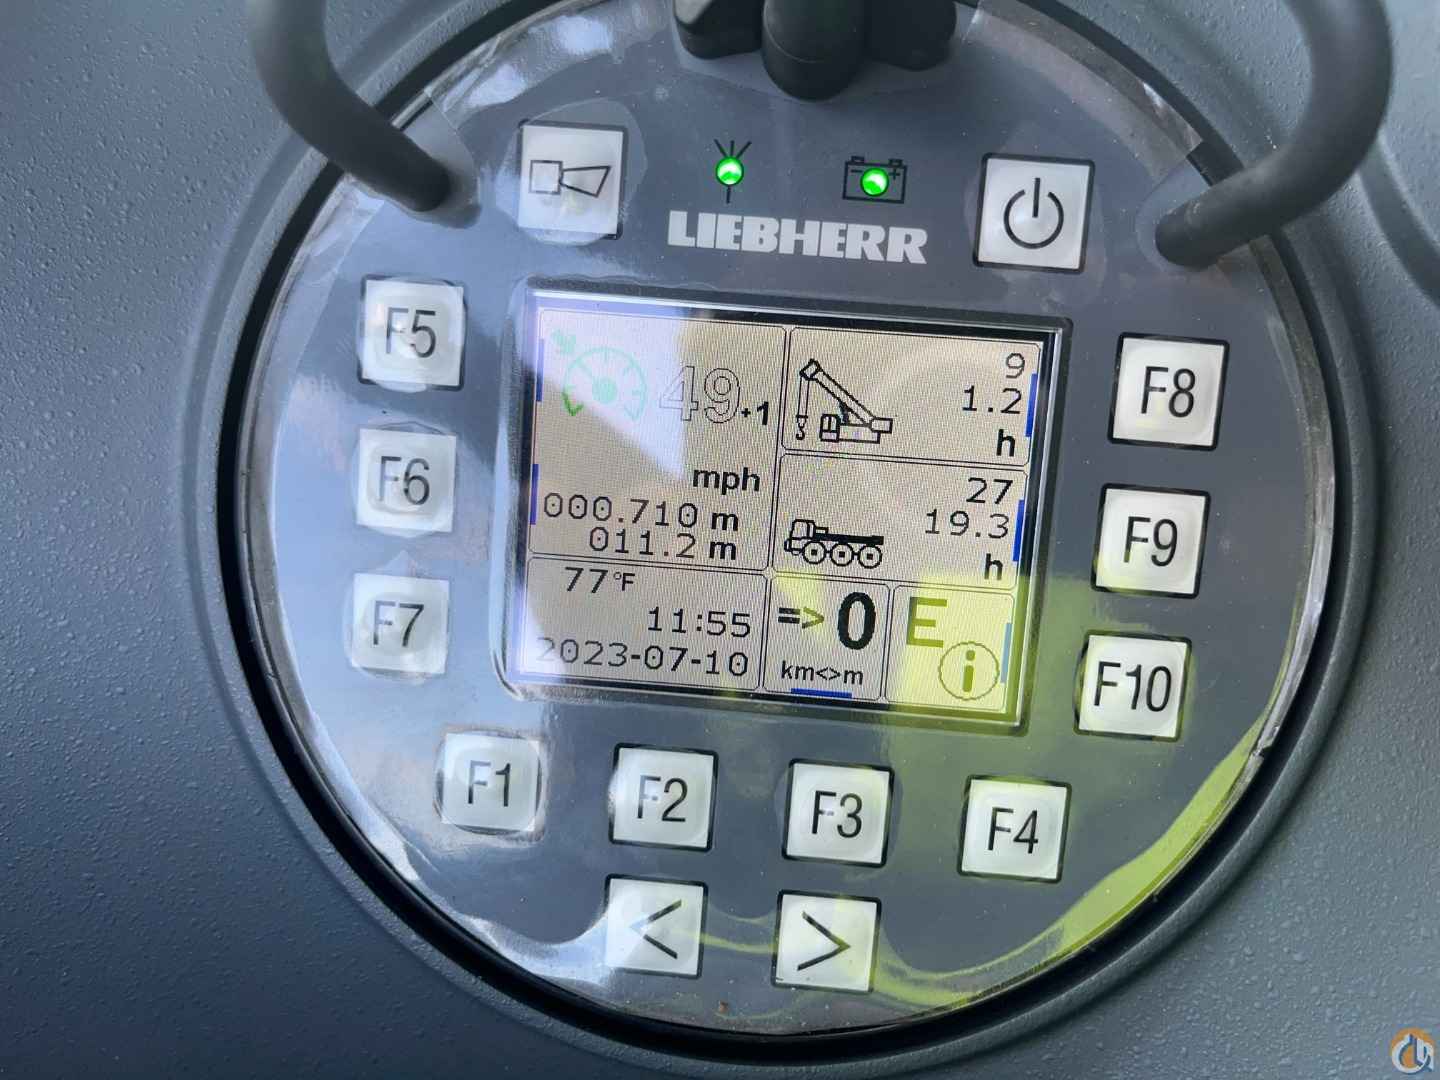 LIEBHERR
F5
F6
F7
F8
F9
F10
49+1
mph
000.710 m
011.2 m
9
1.2
h
27
19.3
h
77°F
11:55
2023-07-10
=>0
km<>m
E
i
F1
F2
F3
F4
<
>